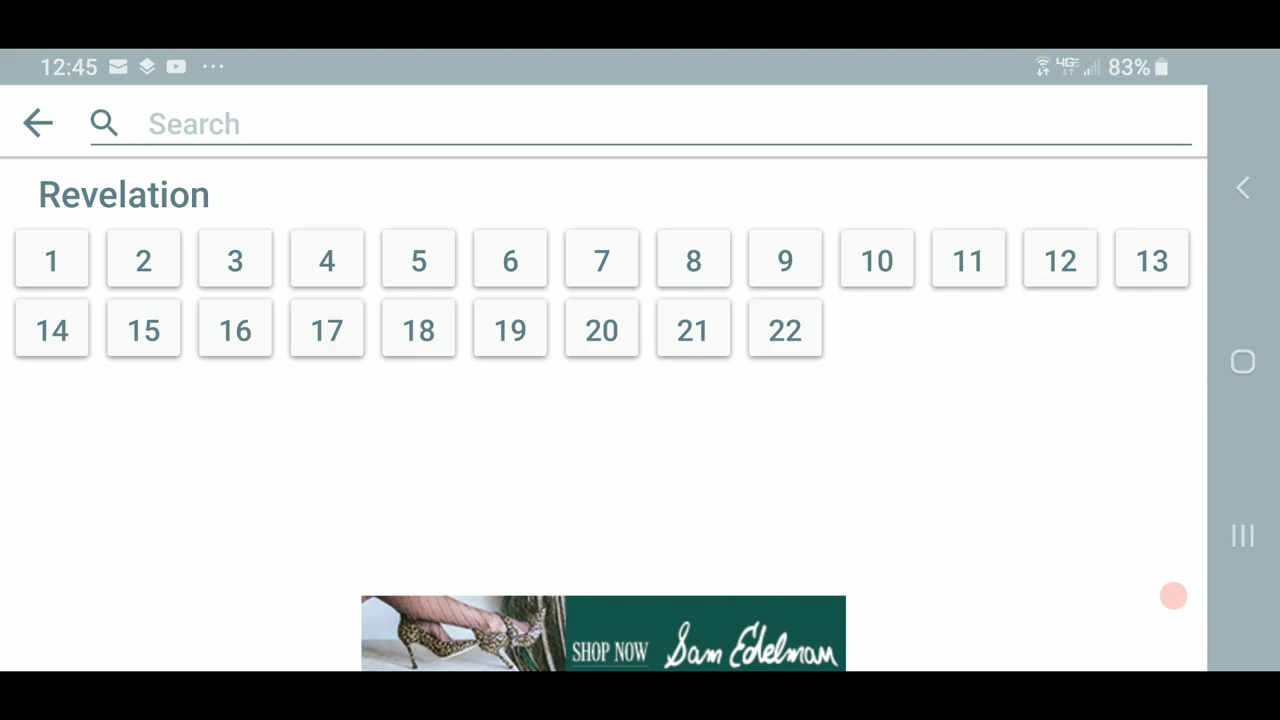 12:45 ... 4GE 83%
Search
Revelation
1 2 3 4 5 6 7 8 9 10 11 12 13
14 15 16 17 18 19 20 21 22
SHOP NOW Sam Edelman